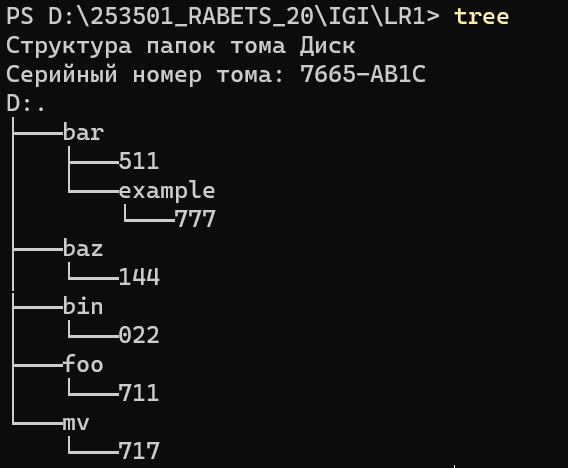 PS D:\253501_RABETS_20\IGI\LR1> tree
Структура папок тома Диск
Серийный номер тома: 7665-AB1C
D:.
├───bar
│   ├───511
│   └───example
│       └───777
├───baz
│   └───144
├───bin
│   └───022
├───foo
│   └───711
└───mv
    └───717